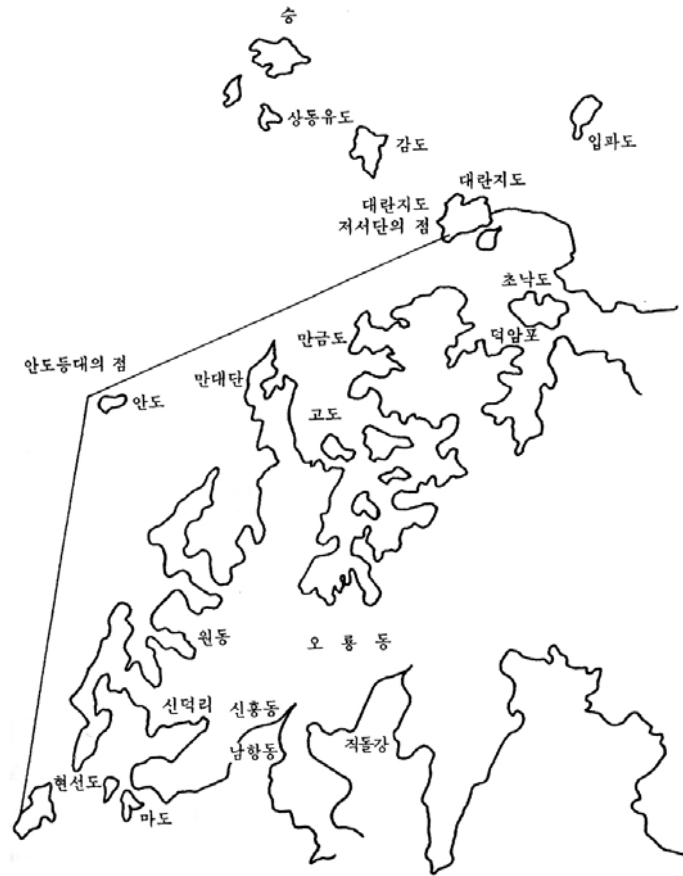 승
상동유도
감도
입파도
대란지도
대란지도
저서단의 점
초낙도
만금도
덕암포
안도등대의 점
만대단
안도
고도
원동
오 룡 동
신덕리
신흥동
남항동
직돌강
현선도
마도